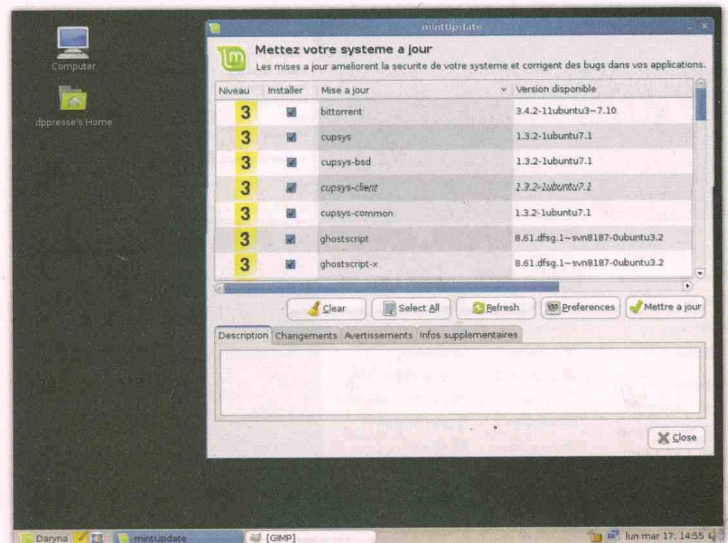 mintUpdate
Computer
dppresse's Home
Mettez votre systeme a jour
Les mises a jour ameliorent la securite de votre systeme et corrigent des bugs dans vos applications.
Niveau Installer Mise a jour Version disponible
3 bittorrent 3.4.2-11ubuntu3~7.10
3 cupsys 1.3.2-1ubuntu7.1
3 cupsys-bsd 1.3.2-1ubuntu7.1
3 cupsys-client 1.3.2-1ubuntu7.1
3 cupsys-common 1.3.2-1ubuntu7.1
3 ghostscript 8.61.dfsg.1~svn8187-0ubuntu3.2
3 ghostscript-x 8.61.dfsg.1~svn8187-0ubuntu3.2
Clear Select All Refresh Preferences Mettre a jour
Description Changements Avertissements Infos supplementaires
Close
Daryna mintUpdate [GIMP] lun mar 17, 14:55